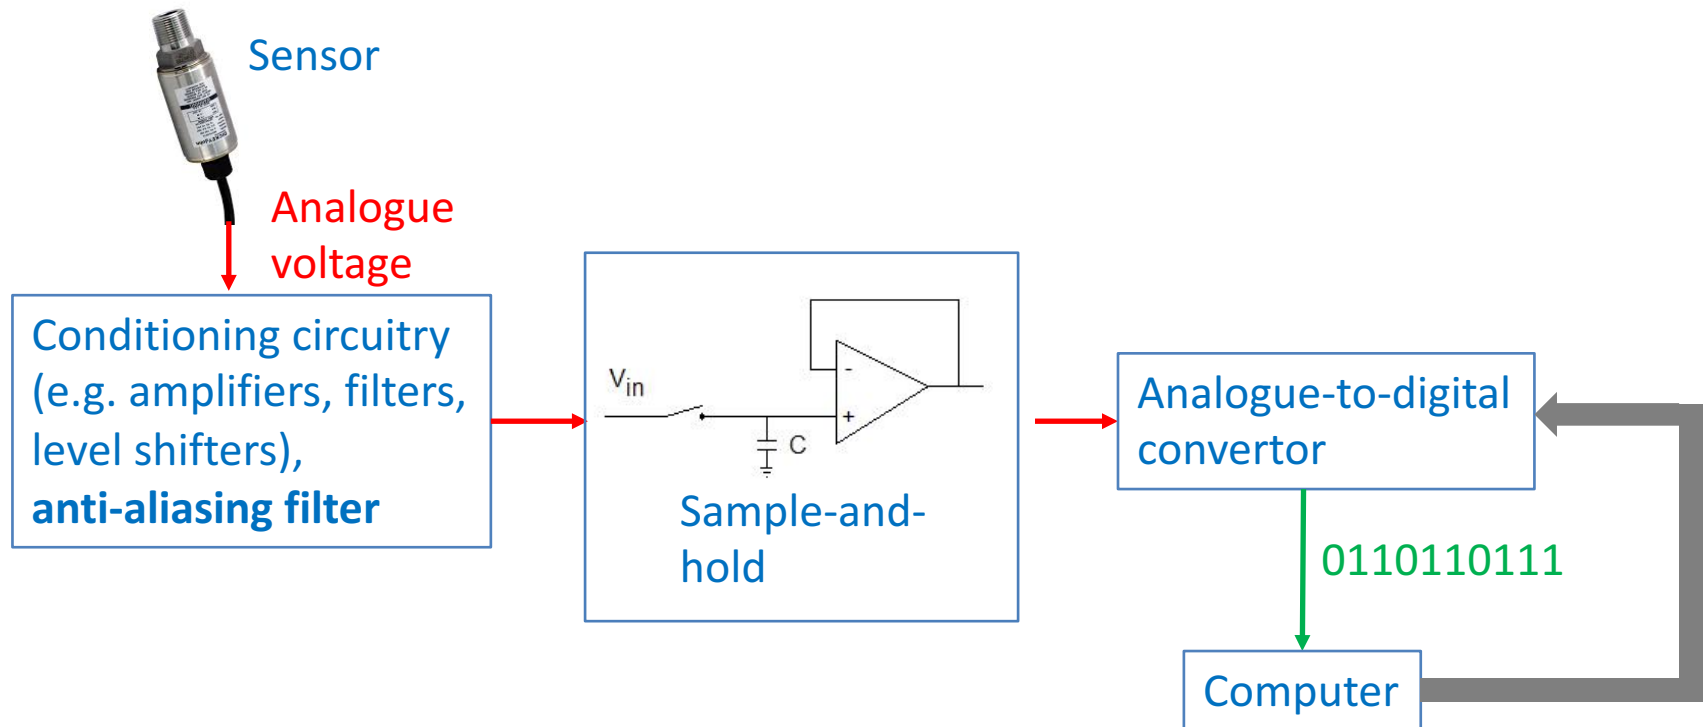 Sensor
Analogue
voltage
Conditioning circuitry
(e.g. amplifiers, filters,
level shifters),
anti-aliasing filter
Vin
-
+
C
Sample-and-
hold
Analogue-to-digital
convertor
0110110111
Computer